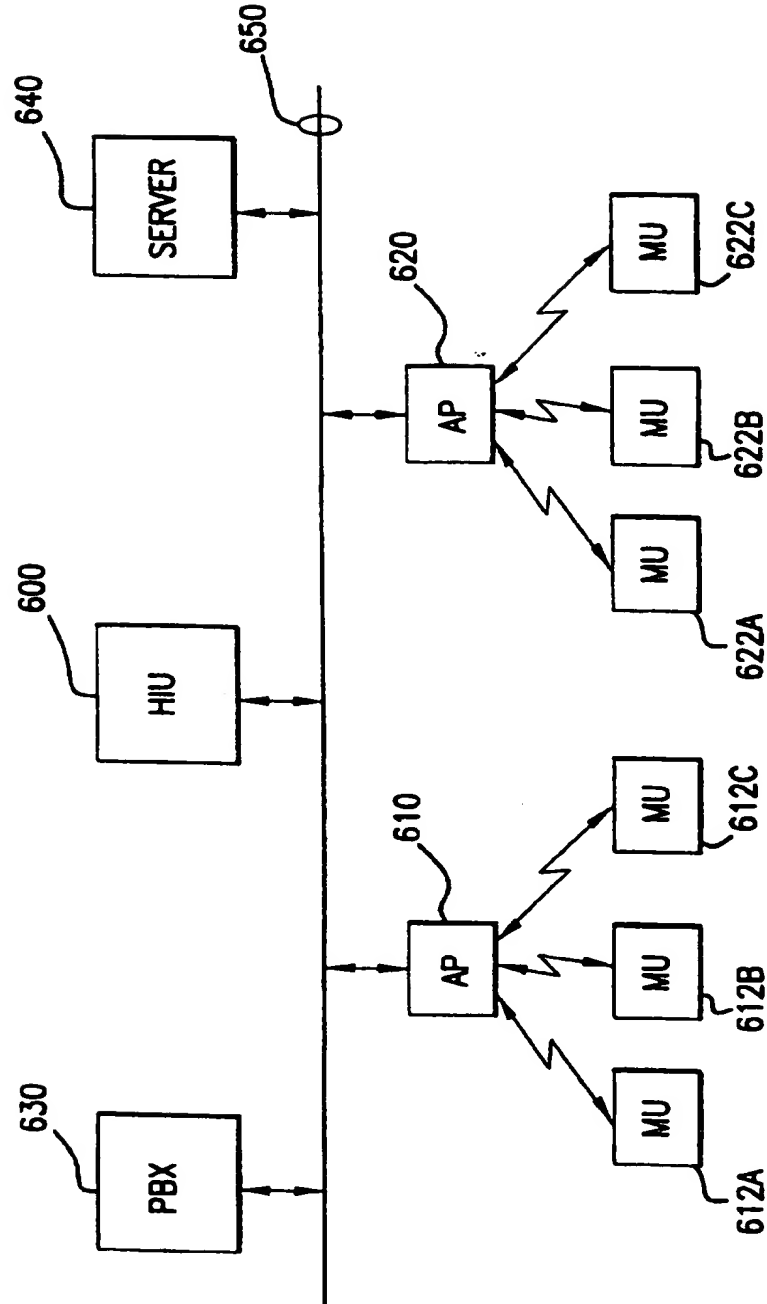 630
PBX
600
HIU
640
SERVER
650
610
AP
620
AP
MU
612A
MU
612B
MU
612C
MU
622A
MU
622B
MU
622C